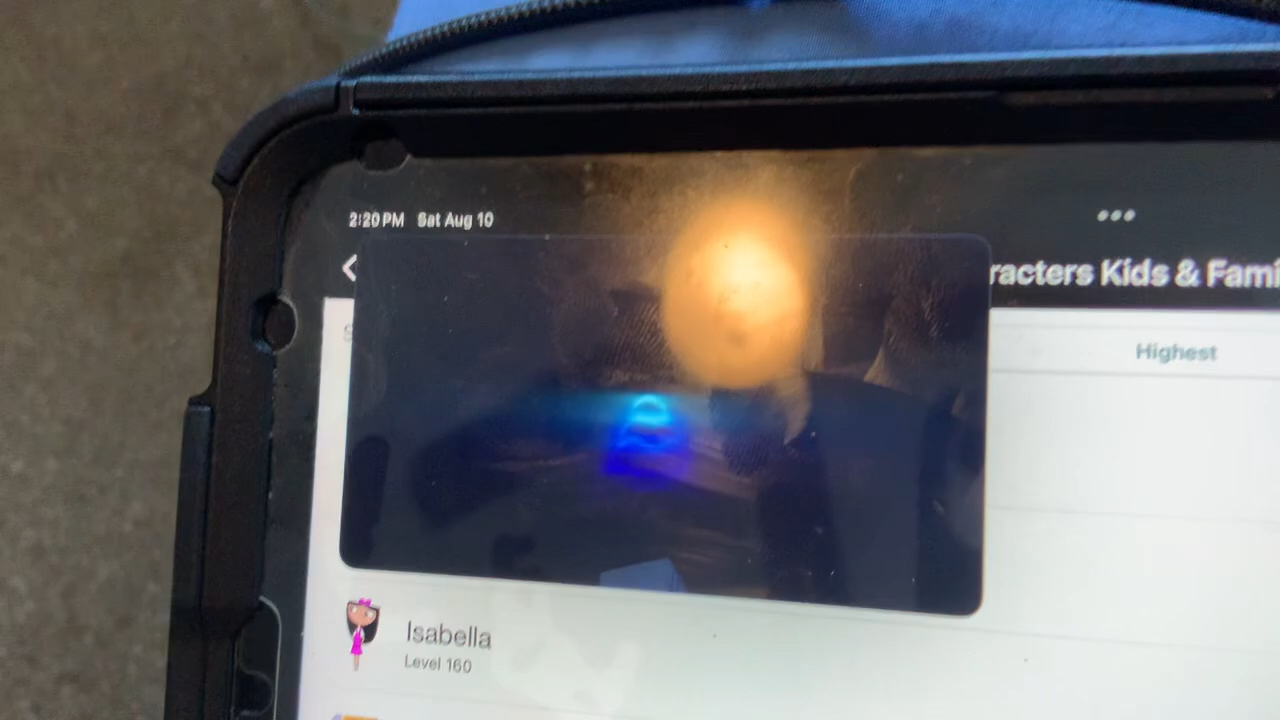 2:20 PM Sat Aug 10
racters Kids & Fami
Highest
Isabella
Level 160